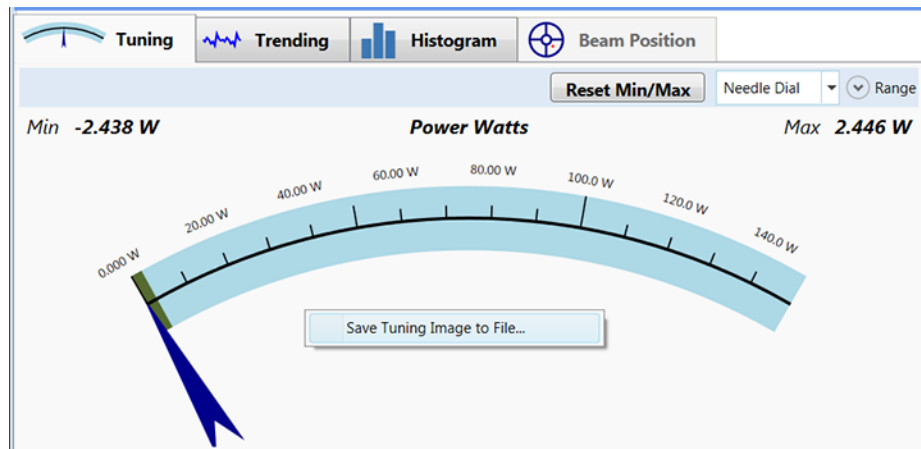 Tuning Trending Histogram Beam Position
Reset Min/Max Needle Dial Range
Min -2.438 W Power Watts Max 2.446 W
0.000 W 20.00 W 40.00 W 60.00 W 80.00 W 100.0 W 120.0 W 140.0 W
Save Tuning Image to File...